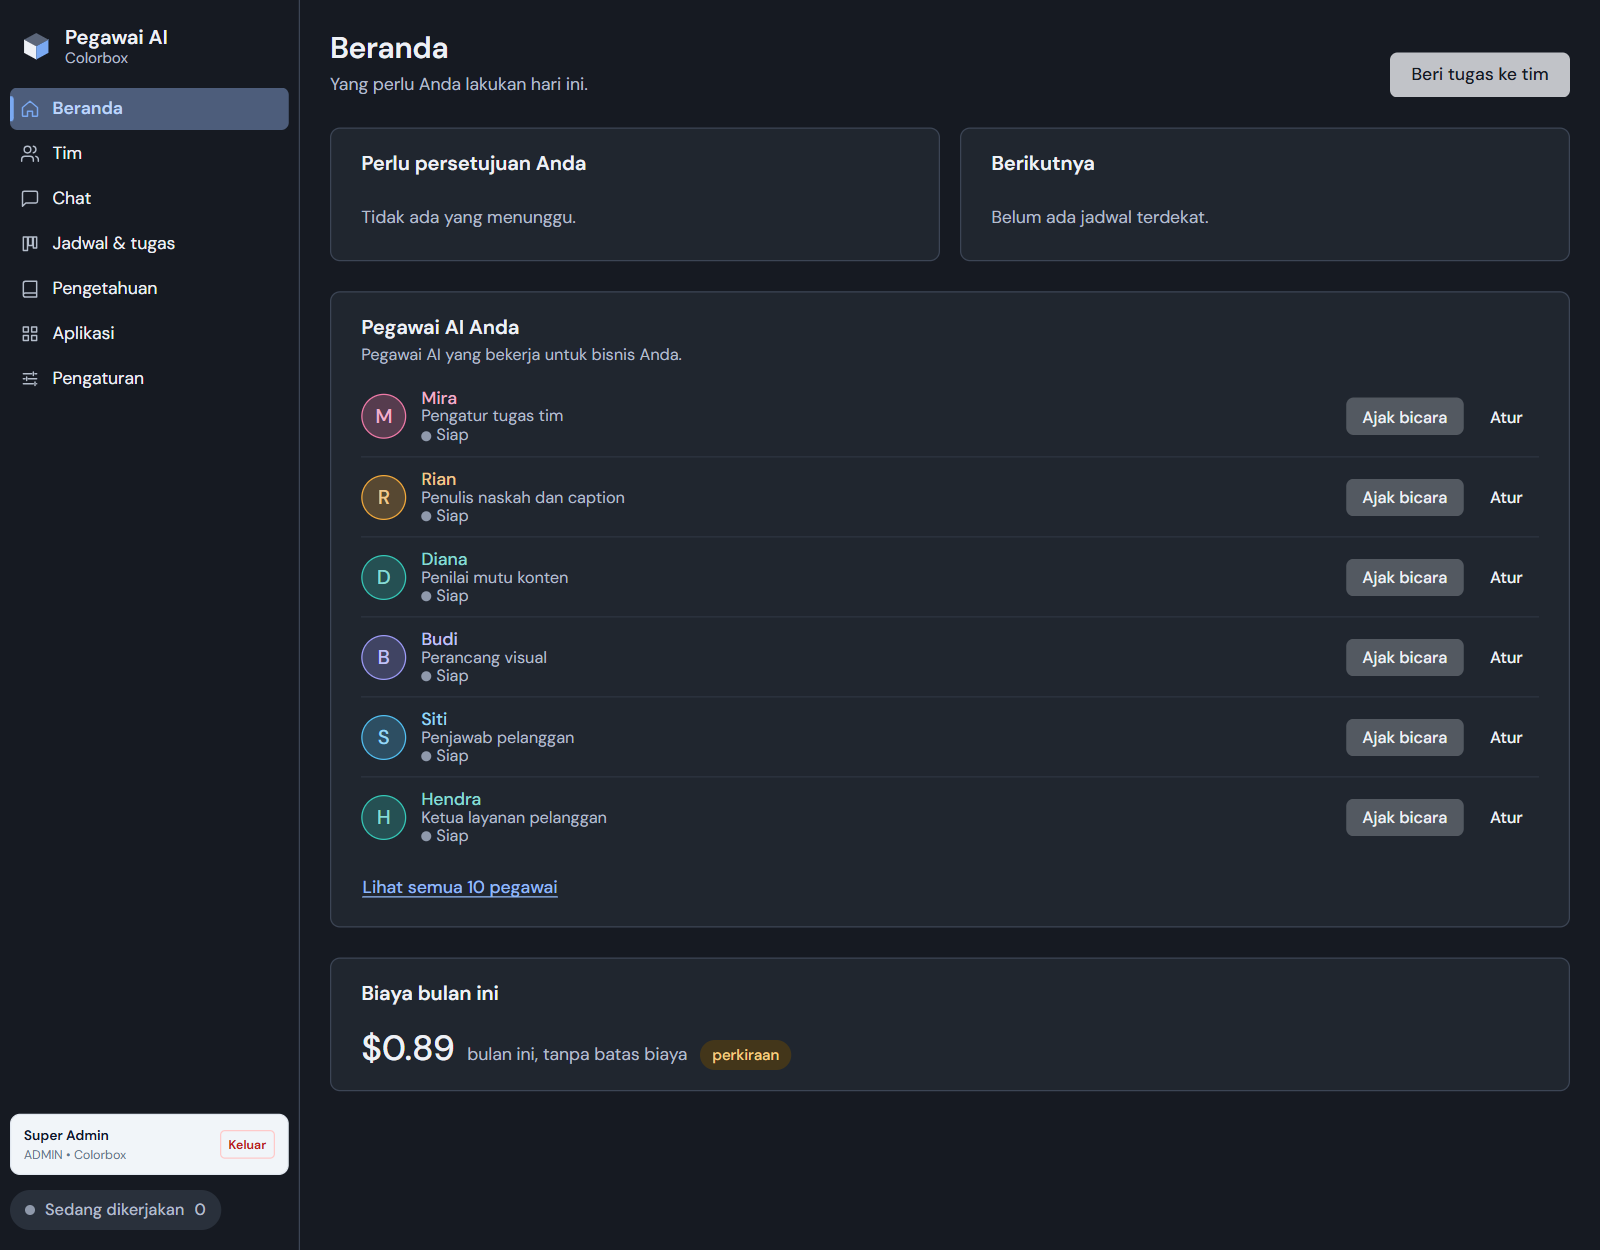 Pegawai AI
Colorbox
Beranda
Tim
Chat
Jadwal & tugas
Pengetahuan
Aplikasi
Pengaturan
Super Admin
ADMIN • Colorbox
Keluar
Sedang dikerjakan 0
Beranda
Yang perlu Anda lakukan hari ini.
Beri tugas ke tim
Perlu persetujuan Anda
Tidak ada yang menunggu.
Berikutnya
Belum ada jadwal terdekat.
Pegawai AI Anda
Pegawai AI yang bekerja untuk bisnis Anda.
M
Mira
Pengatur tugas tim
Siap
Ajak bicara
Atur
R
Rian
Penulis naskah dan caption
Siap
Ajak bicara
Atur
D
Diana
Penilai mutu konten
Siap
Ajak bicara
Atur
B
Budi
Perancang visual
Siap
Ajak bicara
Atur
S
Siti
Penjawab pelanggan
Siap
Ajak bicara
Atur
H
Hendra
Ketua layanan pelanggan
Siap
Ajak bicara
Atur
Lihat semua 10 pegawai
Biaya bulan ini
$0.89 bulan ini, tanpa batas biaya perkiraan